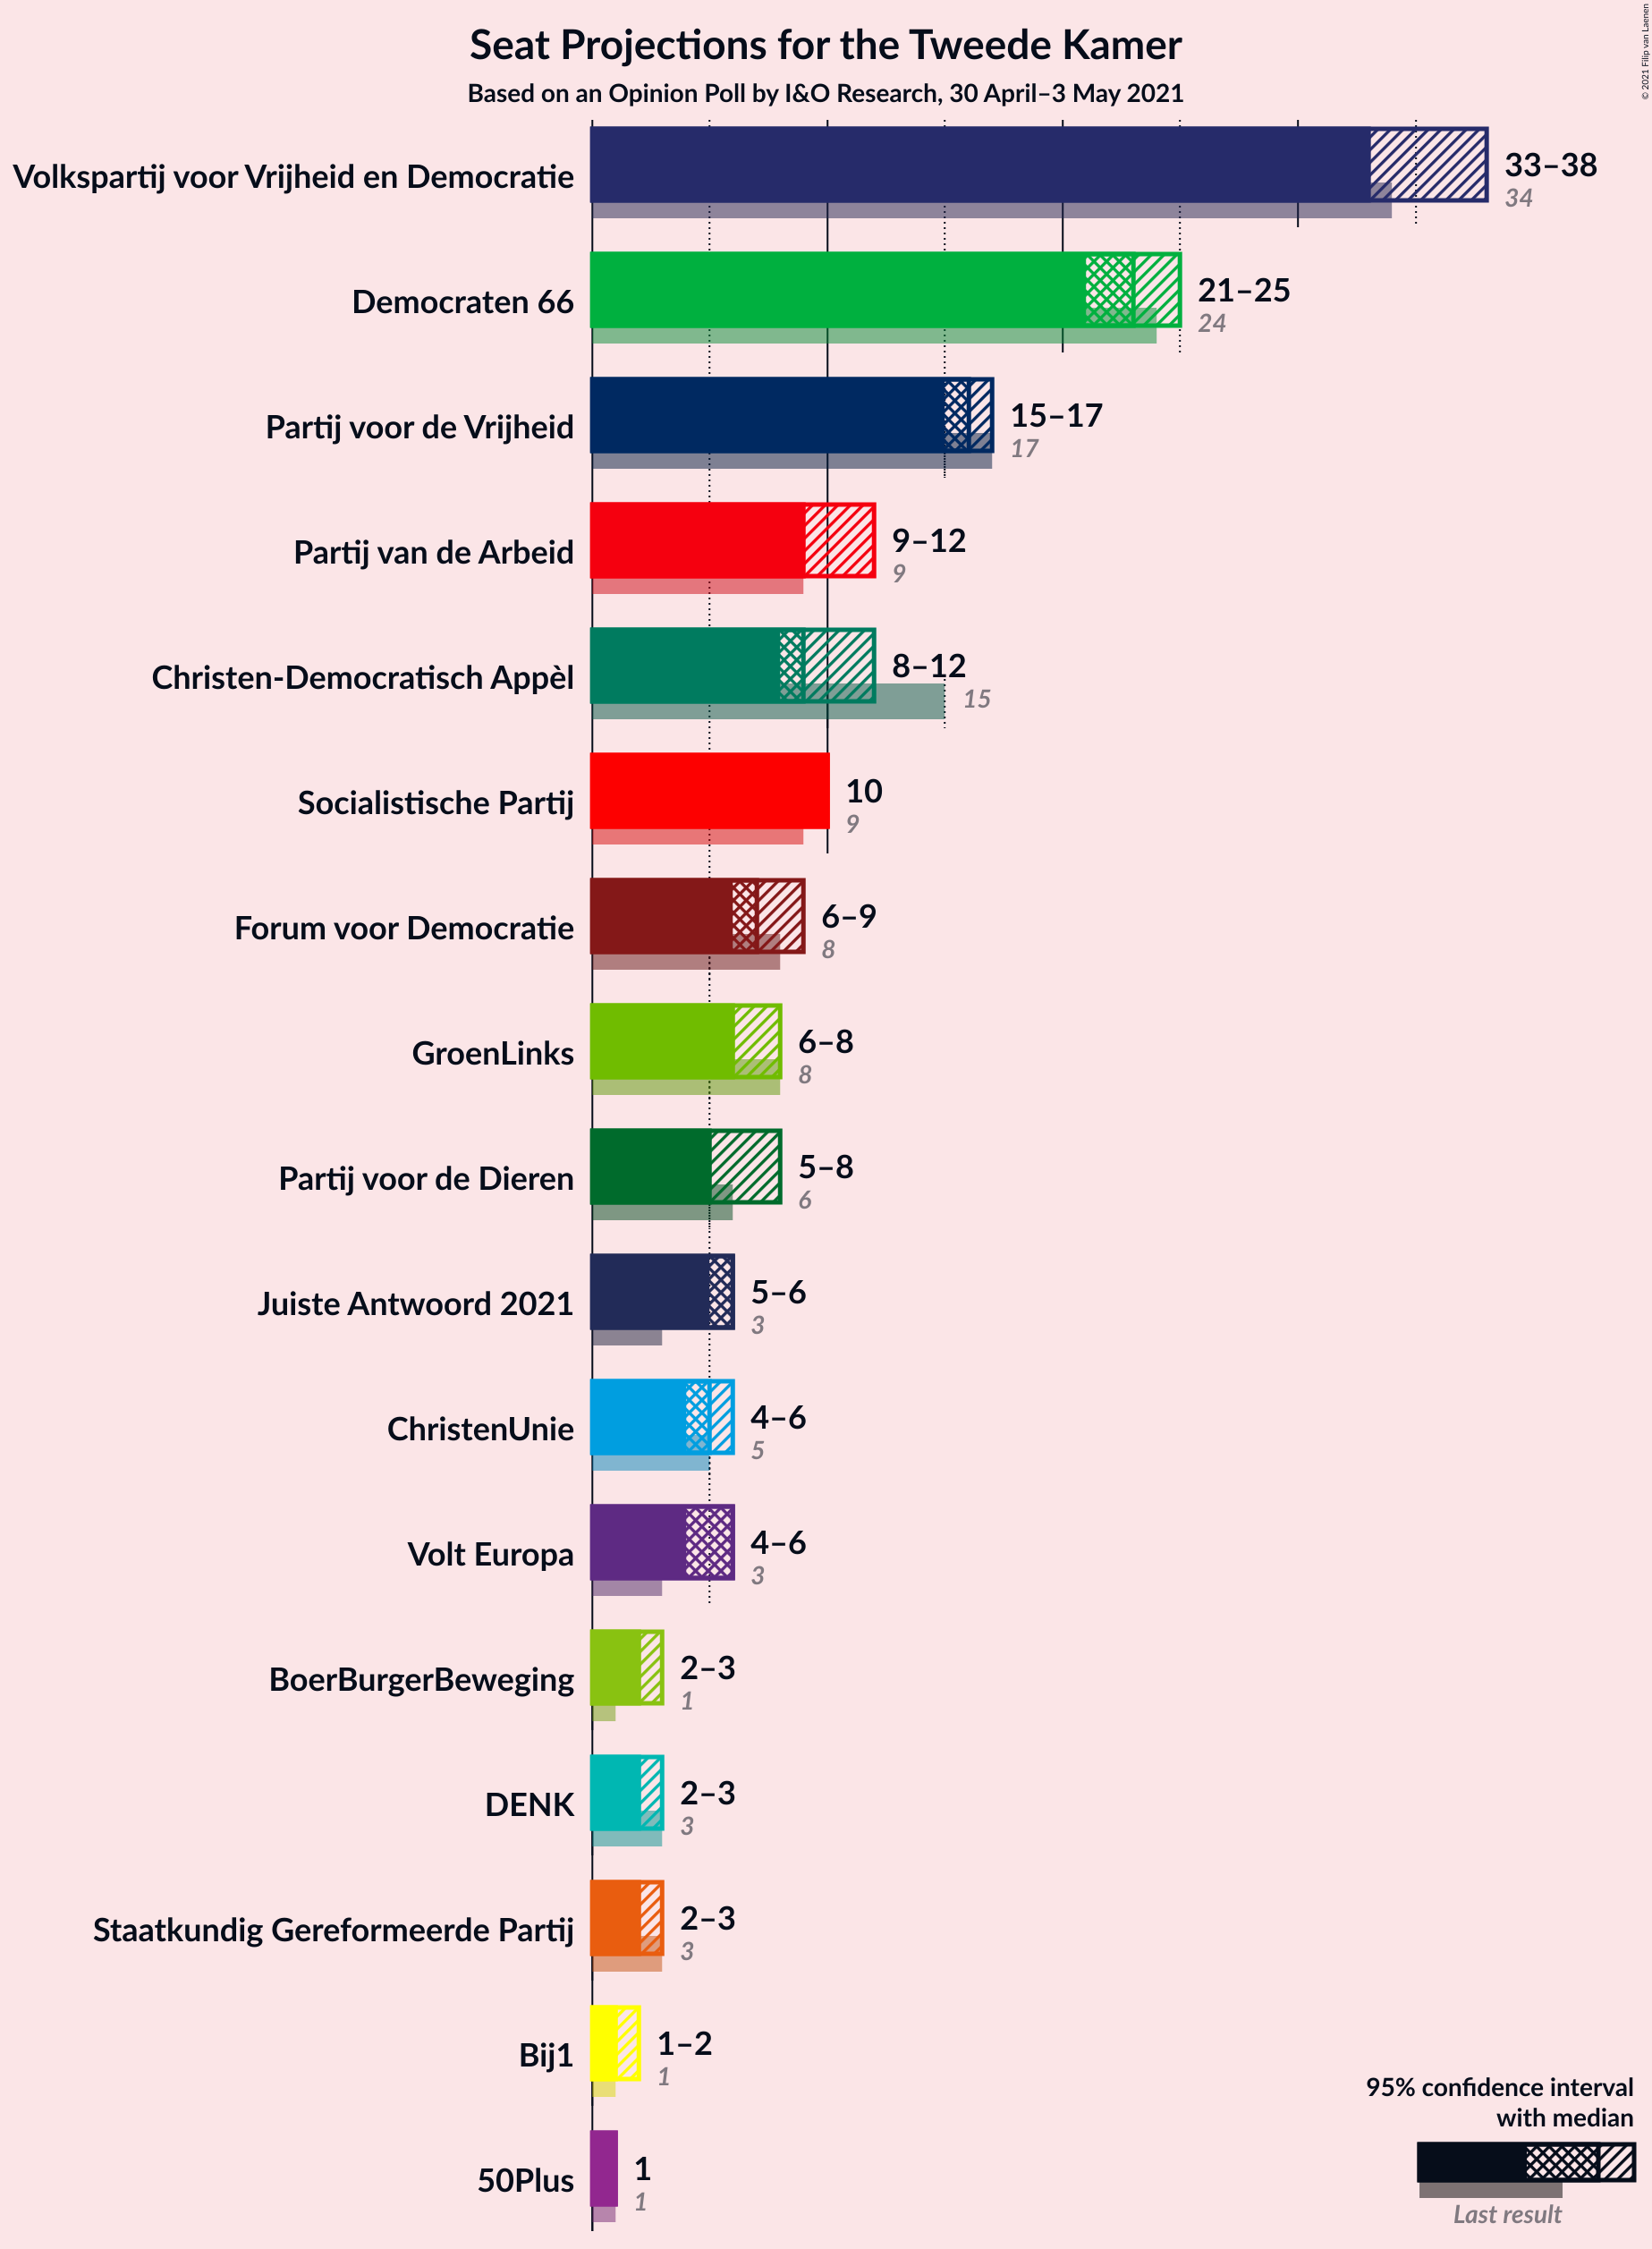 Seat Projections for the Tweede Kamer
Based on an Opinion Poll by I&O Research, 30 April–3 May 2021
© 2021 Filip van Laenen
Volkspartij voor Vrijheid en Democratie
33–38
34
Democraten 66
21–25
24
Partij voor de Vrijheid
15–17
17
Partij van de Arbeid
9–12
9
Christen-Democratisch Appèl
8–12
15
Socialistische Partij
10
9
Forum voor Democratie
6–9
8
GroenLinks
6–8
8
Partij voor de Dieren
5–8
6
Juiste Antwoord 2021
5–6
3
ChristenUnie
4–6
5
Volt Europa
4–6
3
BoerBurgerBeweging
2–3
1
DENK
2–3
3
Staatkundig Gereformeerde Partij
2–3
3
Bij1
1–2
1
50Plus
1
1
95% confidence interval
with median
Last result